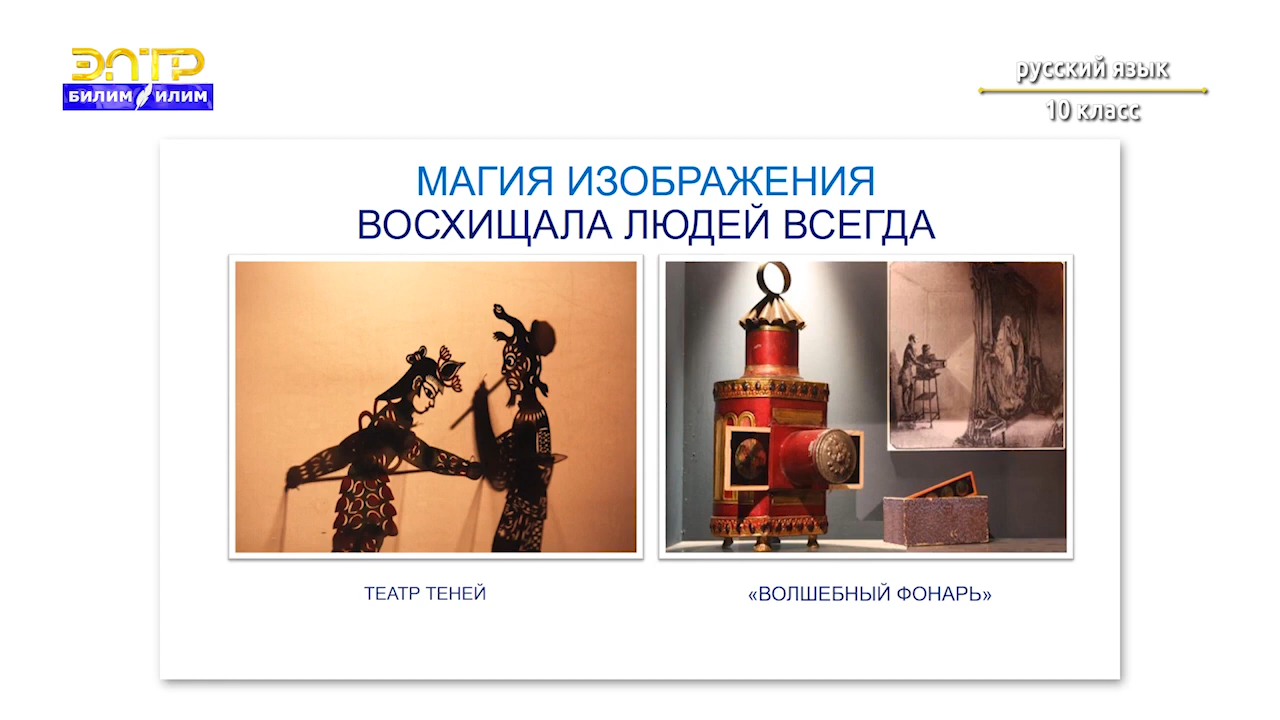 ЭЛТР
БИЛИМ ИЛИМ
русский язык
10 класс
МАГИЯ ИЗОБРАЖЕНИЯ
ВОСХИЩАЛА ЛЮДЕЙ ВСЕГДА
ТЕАТР ТЕНЕЙ
«ВОЛШЕБНЫЙ ФОНАРЬ»